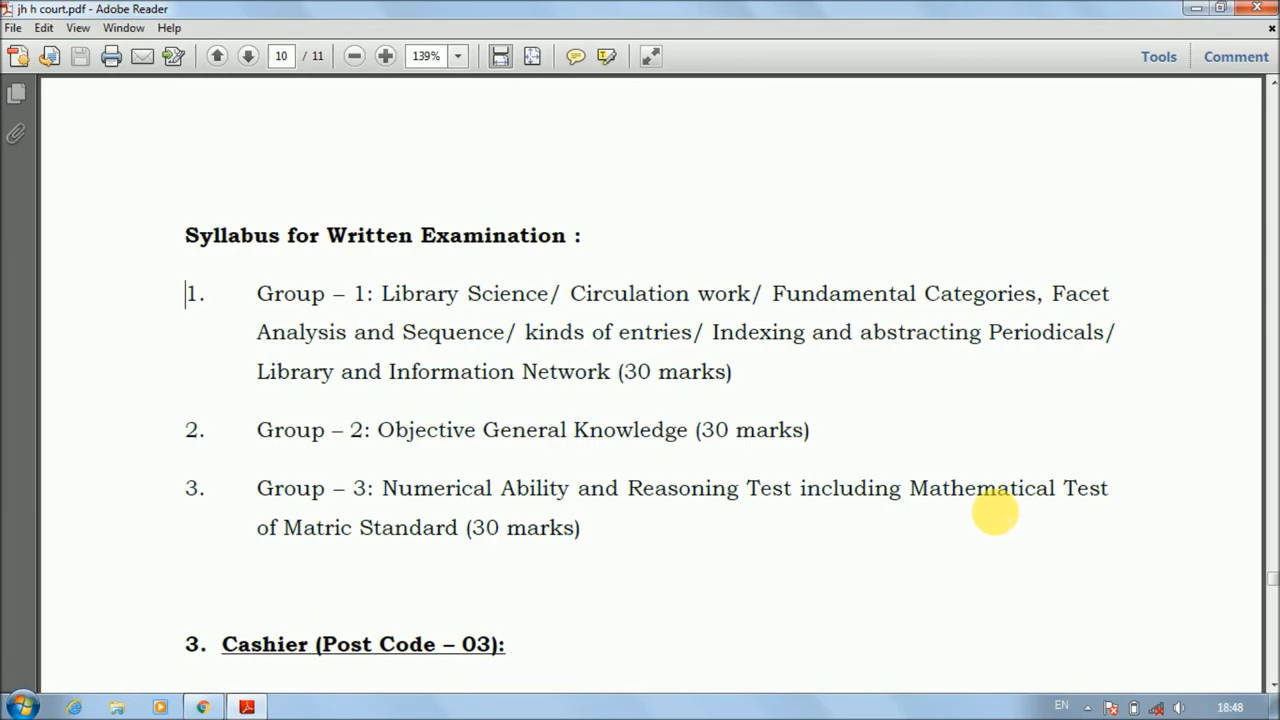 jh h court.pdf - Adobe Reader
File Edit View Window Help
10 / 11 139% Tools Comment
Syllabus for Written Examination :
1. Group – 1: Library Science/ Circulation work/ Fundamental Categories, Facet
Analysis and Sequence/ kinds of entries/ Indexing and abstracting Periodicals/
Library and Information Network (30 marks)
2. Group – 2: Objective General Knowledge (30 marks)
3. Group – 3: Numerical Ability and Reasoning Test including Mathematical Test
of Matric Standard (30 marks)
3. Cashier (Post Code – 03):
EN 18:48